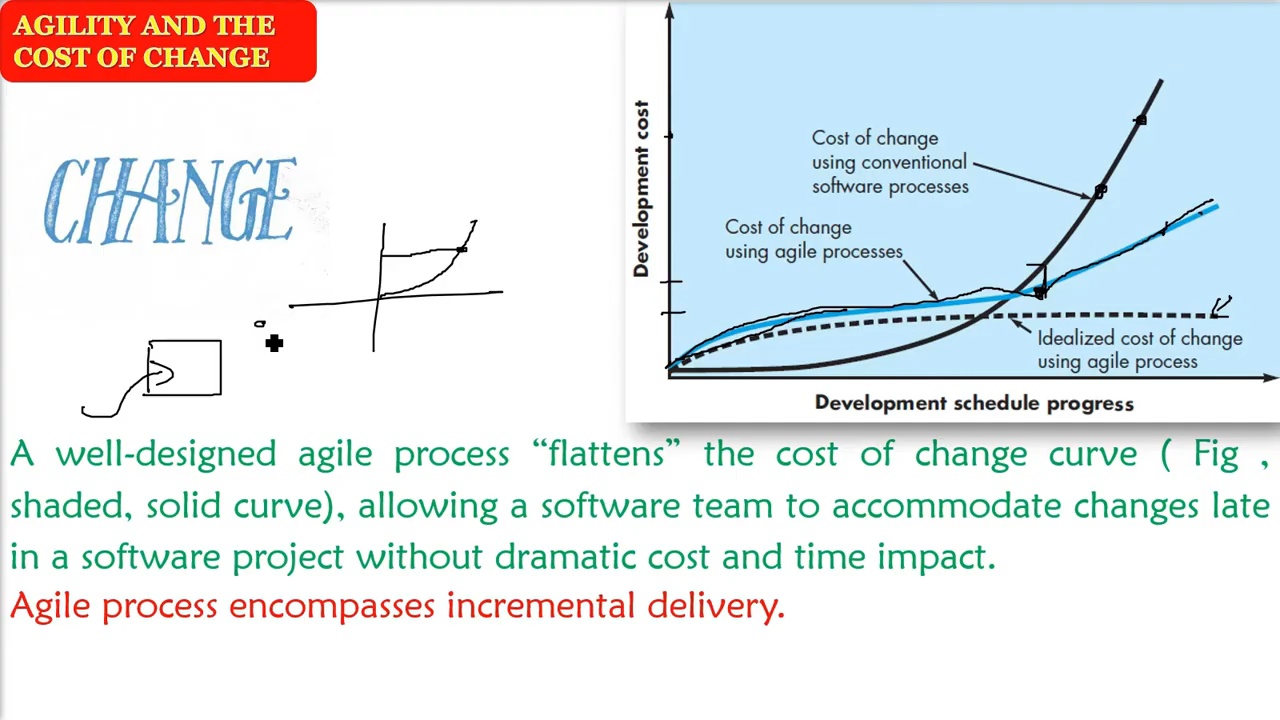 AGILITY AND THE
COST OF CHANGE
CHANGE
Development cost
Cost of change
using conventional
software processes
Cost of change
using agile processes
Idealized cost of change
using agile process
Development schedule progress
A well-designed agile process “flattens” the cost of change curve ( Fig ,
shaded, solid curve), allowing a software team to accommodate changes late
in a software project without dramatic cost and time impact.
Agile process encompasses incremental delivery.